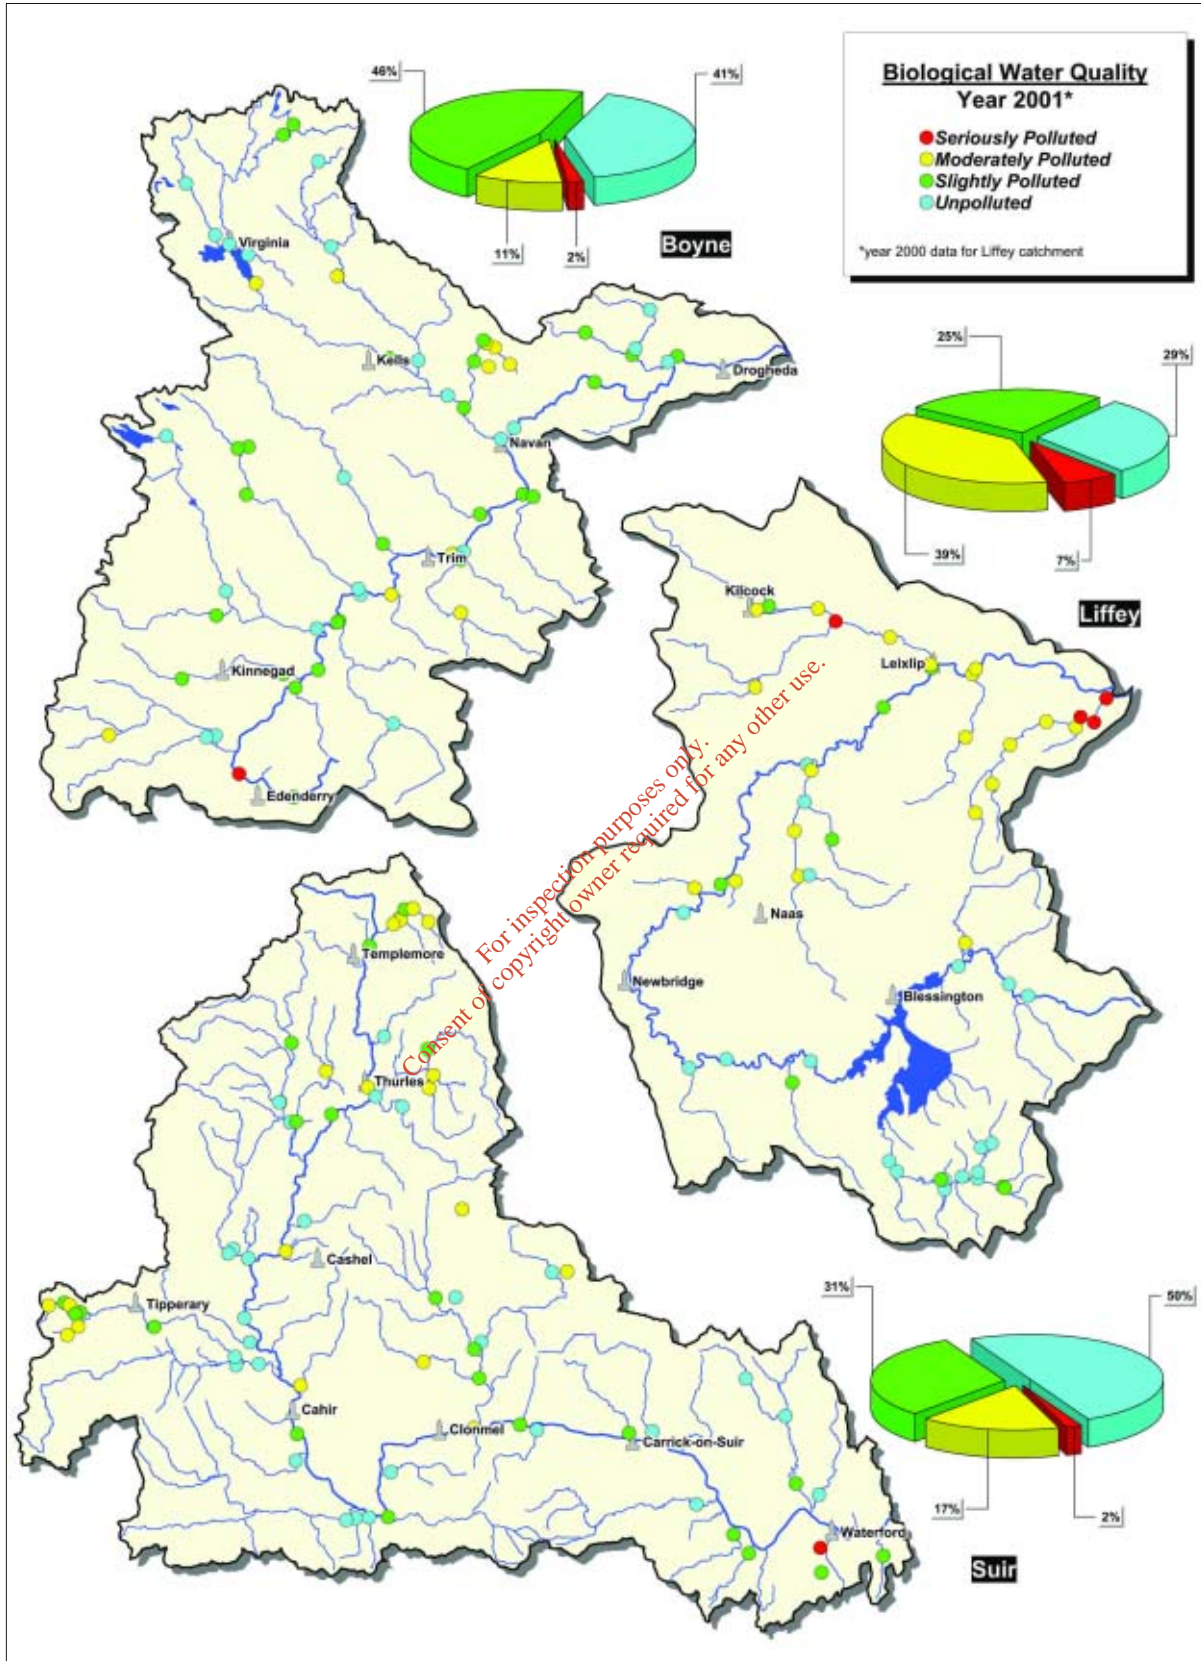 46%
41%
11%
2%
Boyne
Biological Water Quality
Year 2001*
Seriously Polluted
Moderately Polluted
Slightly Polluted
Unpolluted
*year 2000 data for Liffey catchment
Virginia
Kells
Drogheda
Navan
Trim
Kinnegad
Edenderry
25%
29%
39%
7%
Liffey
Kilcock
Leixlip
Naas
Newbridge
Blessington
For inspection purposes only.
Consent of copyright owner required for any other use.
Templemore
Thurles
Cashel
Tipperary
Cahir
Clonmel
Carrick-on-Suir
Waterford
31%
50%
17%
2%
Suir